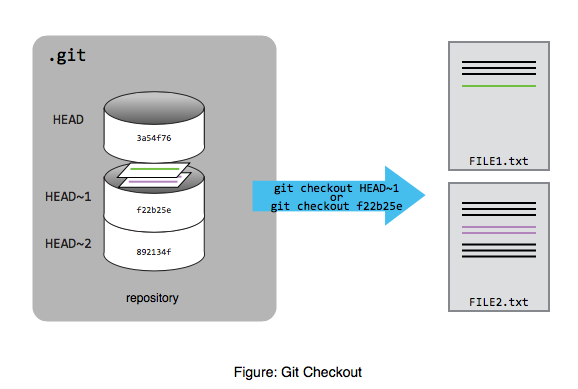 .git
HEAD
3a54f76
HEAD~1
f22b25e
HEAD~2
892134f
repository
git checkout HEAD~1
or
git checkout f22b25e
FILE1.txt
FILE2.txt
Figure: Git Checkout